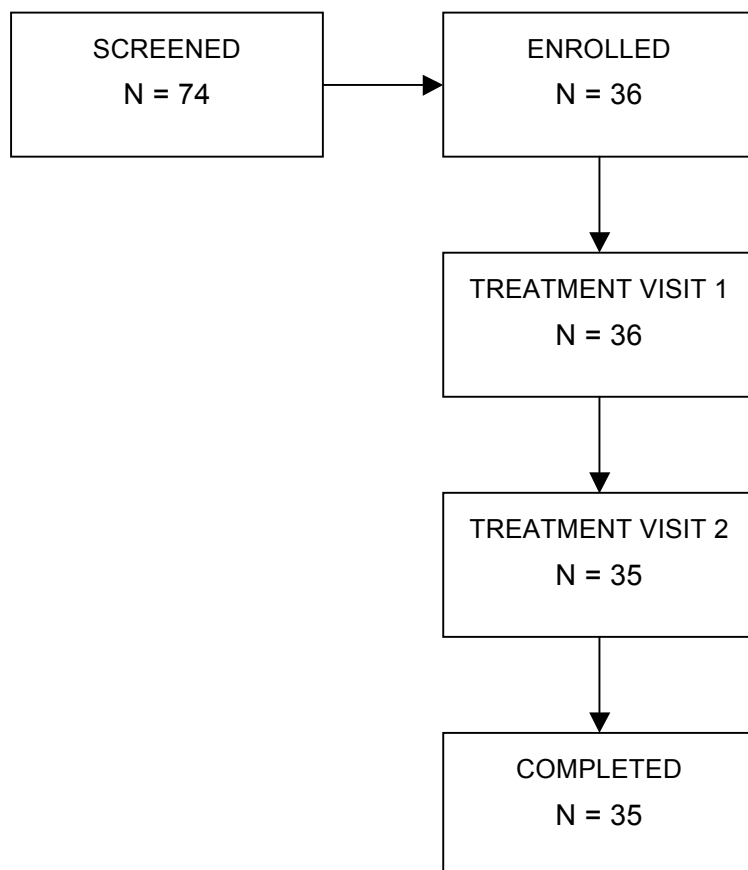 SCREENED
N = 74
ENROLLED
N = 36
TREATMENT VISIT 1
N = 36
TREATMENT VISIT 2
N = 35
COMPLETED
N = 35